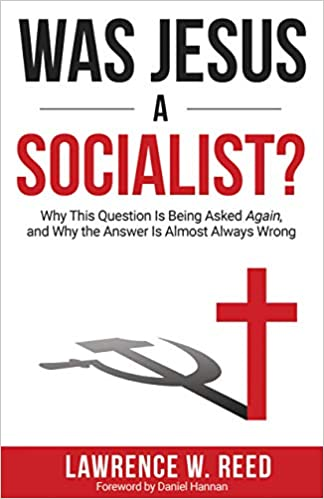 WAS JESUS
A
SOCIALIST?
Why This Question Is Being Asked Again,
and Why the Answer Is Almost Always Wrong
LAWRENCE W. REED
Foreword by Daniel Hannan